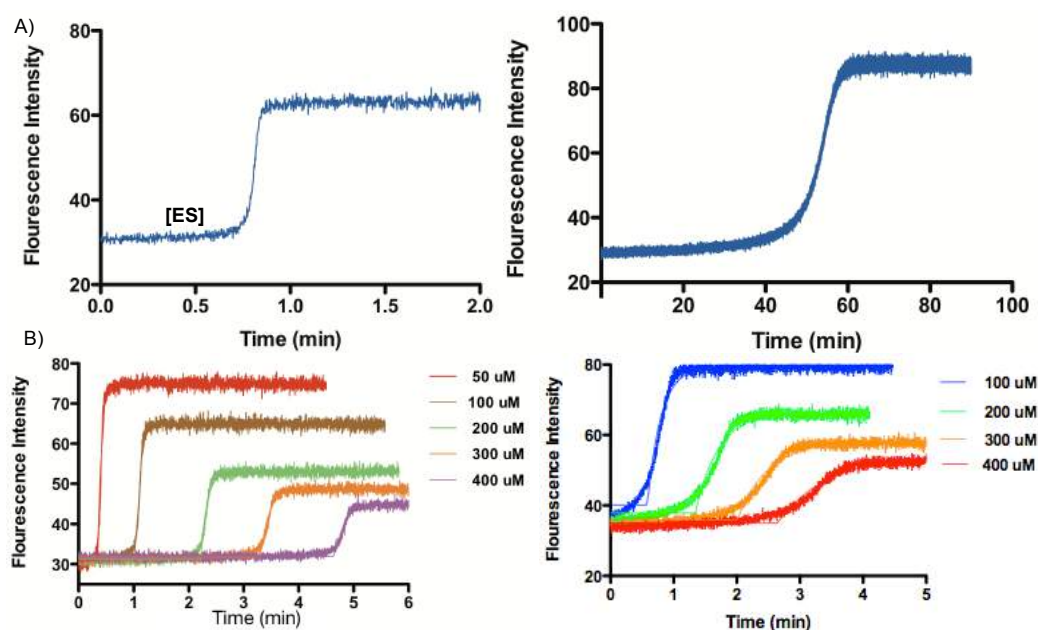 A)
Flourescence Intensity
80
60
40
20
[ES]
0.0 0.5 1.0 1.5 2.0
Time (min)
Flourescence Intensity
100
80
60
40
20
20 40 60 80 100
Time (min)
B)
Flourescence Intensity
80
70
60
50
40
30
0 1 2 3 4 5 6
Time (min)
50 uM
100 uM
200 uM
300 uM
400 uM
Flourescence Intensity
80
60
40
20
0 1 2 3 4 5
Time (min)
100 uM
200 uM
300 uM
400 uM